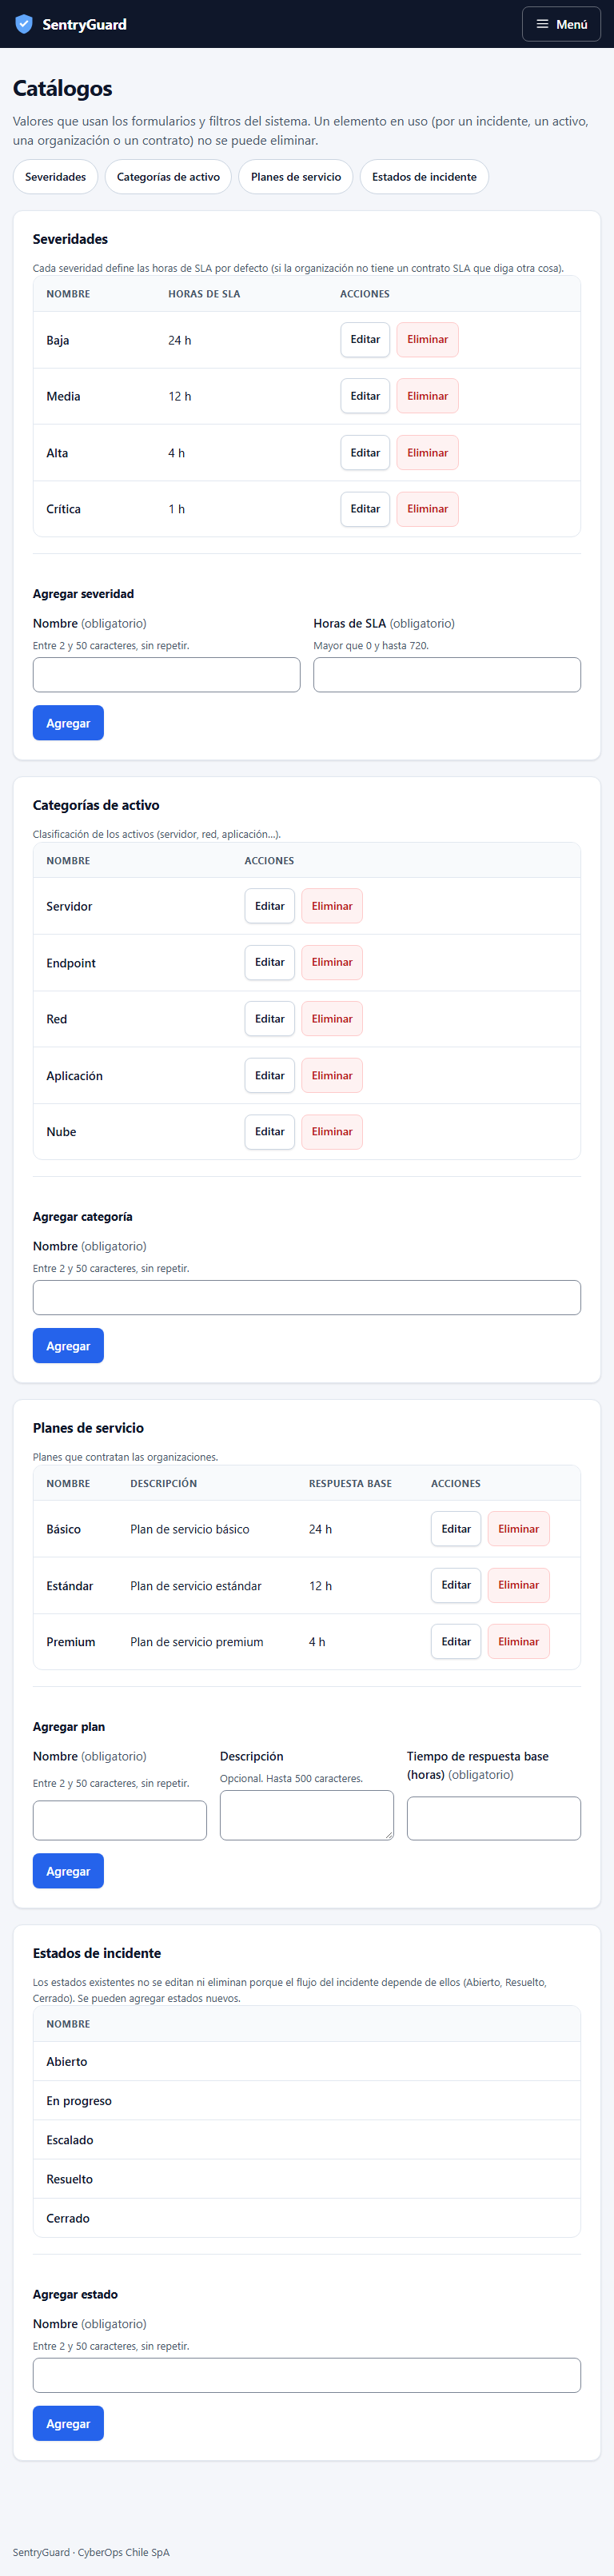 SentryGuard
Menú
Catálogos
Valores que usan los formularios y filtros del sistema. Un elemento en uso (por un incidente, un activo,
una organización o un contrato) no se puede eliminar.
Severidades
Categorías de activo
Planes de servicio
Estados de incidente
Severidades
Cada severidad define las horas de SLA por defecto (si la organización no tiene un contrato SLA que diga otra cosa).
NOMBRE HORAS DE SLA ACCIONES
Baja 24 h Editar Eliminar
Media 12 h Editar Eliminar
Alta 4 h Editar Eliminar
Crítica 1 h Editar Eliminar
Agregar severidad
Nombre (obligatorio) Horas de SLA (obligatorio)
Entre 2 y 50 caracteres, sin repetir. Mayor que 0 y hasta 720.
Agregar
Categorías de activo
Clasificación de los activos (servidor, red, aplicación...).
NOMBRE ACCIONES
Servidor Editar Eliminar
Endpoint Editar Eliminar
Red Editar Eliminar
Aplicación Editar Eliminar
Nube Editar Eliminar
Agregar categoría
Nombre (obligatorio)
Entre 2 y 50 caracteres, sin repetir.
Agregar
Planes de servicio
Planes que contratan las organizaciones.
NOMBRE DESCRIPCIÓN RESPUESTA BASE ACCIONES
Básico Plan de servicio básico 24 h Editar Eliminar
Estándar Plan de servicio estándar 12 h Editar Eliminar
Premium Plan de servicio premium 4 h Editar Eliminar
Agregar plan
Nombre (obligatorio)
Entre 2 y 50 caracteres, sin repetir.
Descripción
Opcional. Hasta 500 caracteres.
Tiempo de respuesta base
(horas) (obligatorio)
Agregar
Estados de incidente
Los estados existentes no se editan ni eliminan porque el flujo del incidente depende de ellos (Abierto, Resuelto,
Cerrado). Se pueden agregar estados nuevos.
NOMBRE
Abierto
En progreso
Escalado
Resuelto
Cerrado
Agregar estado
Nombre (obligatorio)
Entre 2 y 50 caracteres, sin repetir.
Agregar
SentryGuard · CyberOps Chile SpA